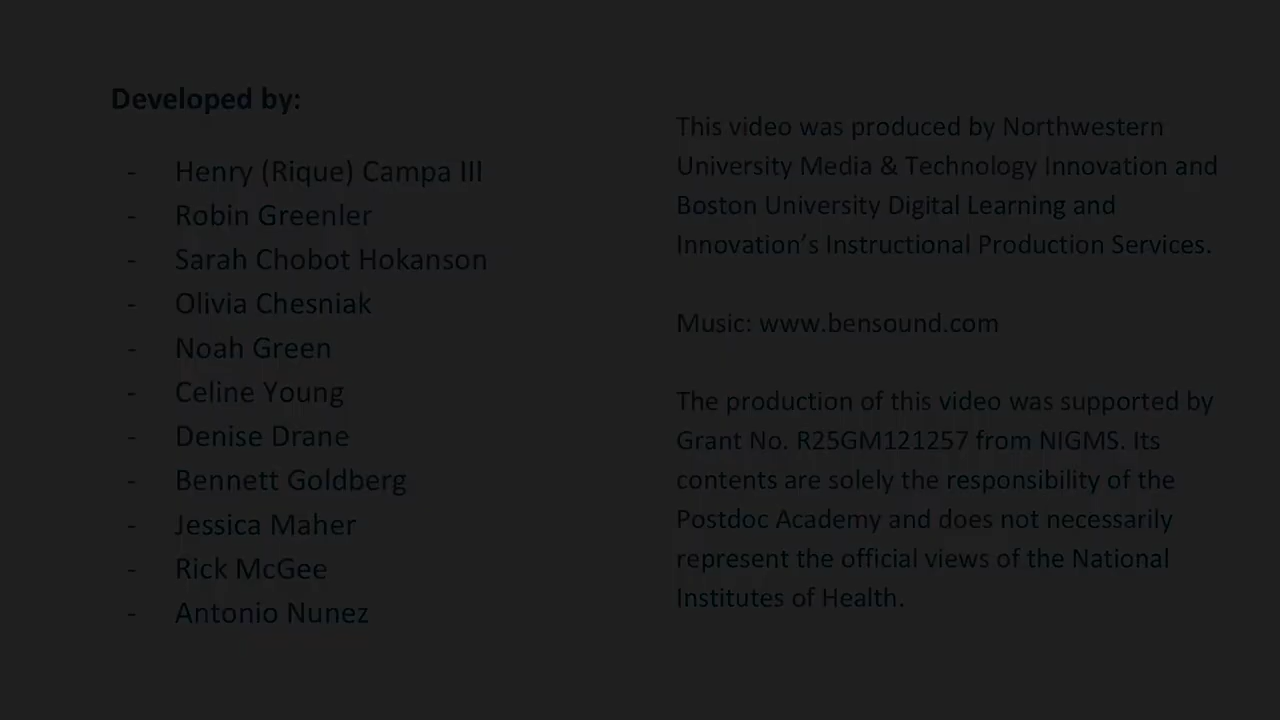 Developed by:
- Henry (Rique) Campa III
- Robin Greenler
- Sarah Chobot Hokanson
- Olivia Chesniak
- Noah Green
- Celine Young
- Denise Drane
- Bennett Goldberg
- Jessica Maher
- Rick McGee
- Antonio Nunez
This video was produced by Northwestern
University Media & Technology Innovation and
Boston University Digital Learning and
Innovation’s Instructional Production Services.
Music: www.bensound.com
The production of this video was supported by
Grant No. R25GM121257 from NIGMS. Its
contents are solely the responsibility of the
Postdoc Academy and does not necessarily
represent the official views of the National
Institutes of Health.